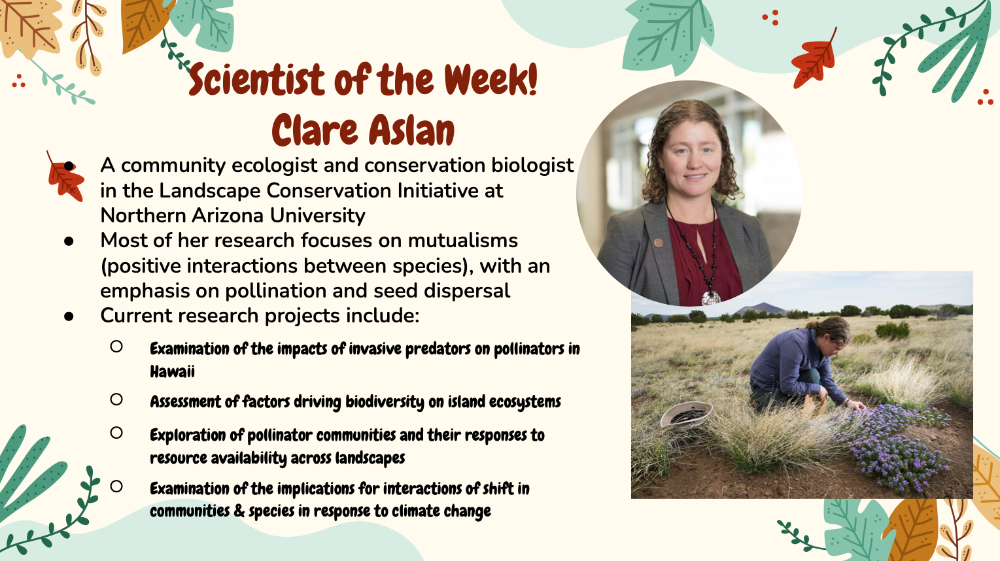 Scientist of the Week!
Clare Aslan
● A community ecologist and conservation biologist
in the Landscape Conservation Initiative at
Northern Arizona University
● Most of her research focuses on mutualisms
(positive interactions between species), with an
emphasis on pollination and seed dispersal
● Current research projects include:
○ Examination of the impacts of invasive predators on pollinators in
Hawaii
○ Assessment of factors driving biodiversity on island ecosystems
○ Exploration of pollinator communities and their responses to
resource availability across landscapes
○ Examination of the implications for interactions of shift in
communities & species in response to climate change